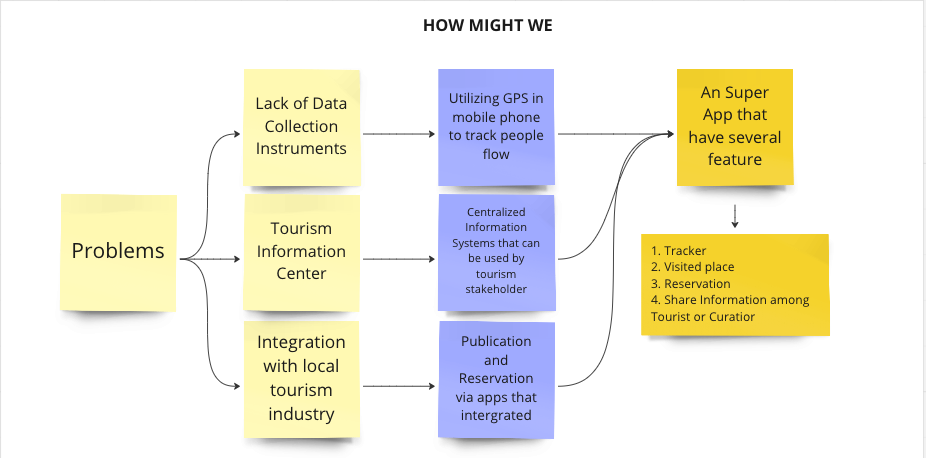 HOW MIGHT WE
Problems
Lack of Data
Collection
Instruments
Utilizing GPS in
mobile phone
to track people
flow
An Super
App that
have several
feature
Tourism
Information
Center
Centralized
Information
Systems that can
be used by
tourism
stakeholder
1. Tracker
2. Visited place
3. Reservation
4. Share Information among
Tourist or Curatior
Integration
with local
tourism
industry
Publication
and
Reservation
via apps that
intergrated